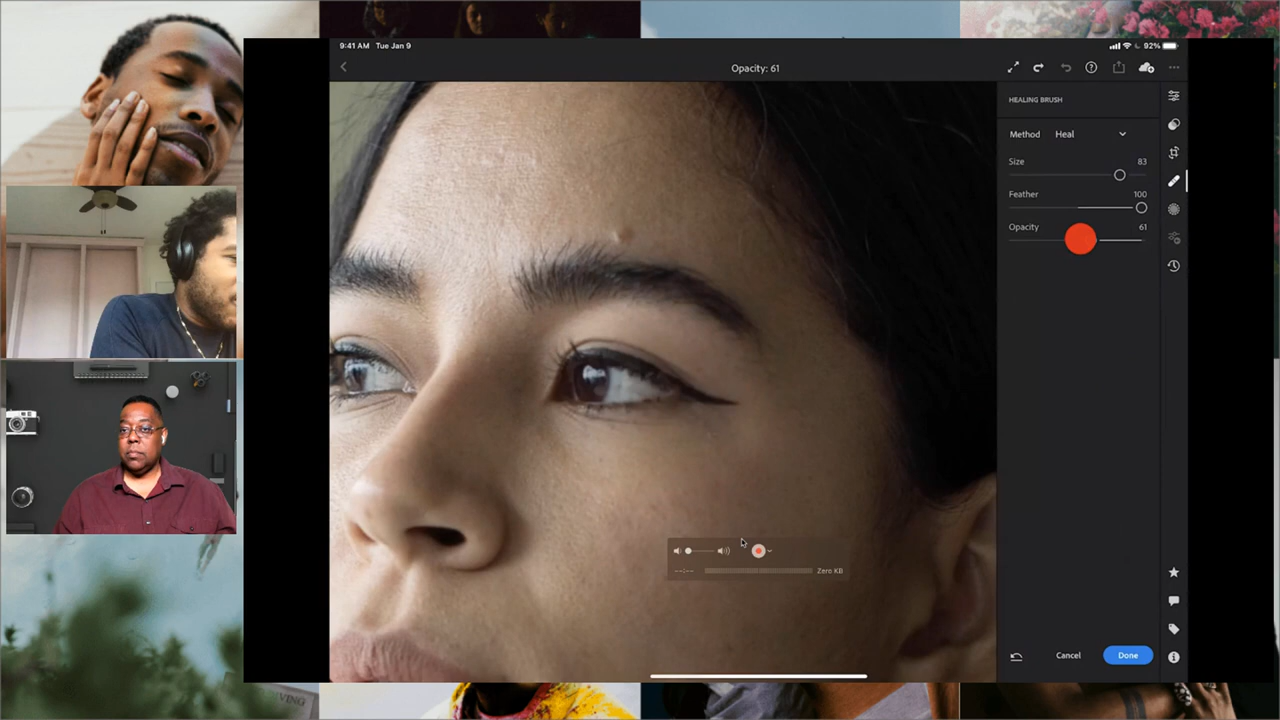 9:41 AM Tue Jan 9
92%
Opacity: 61
HEALING BRUSH
Method Heal
Size 83
Feather 100
Opacity 61
--:-- Zero KB
Cancel Done
VING